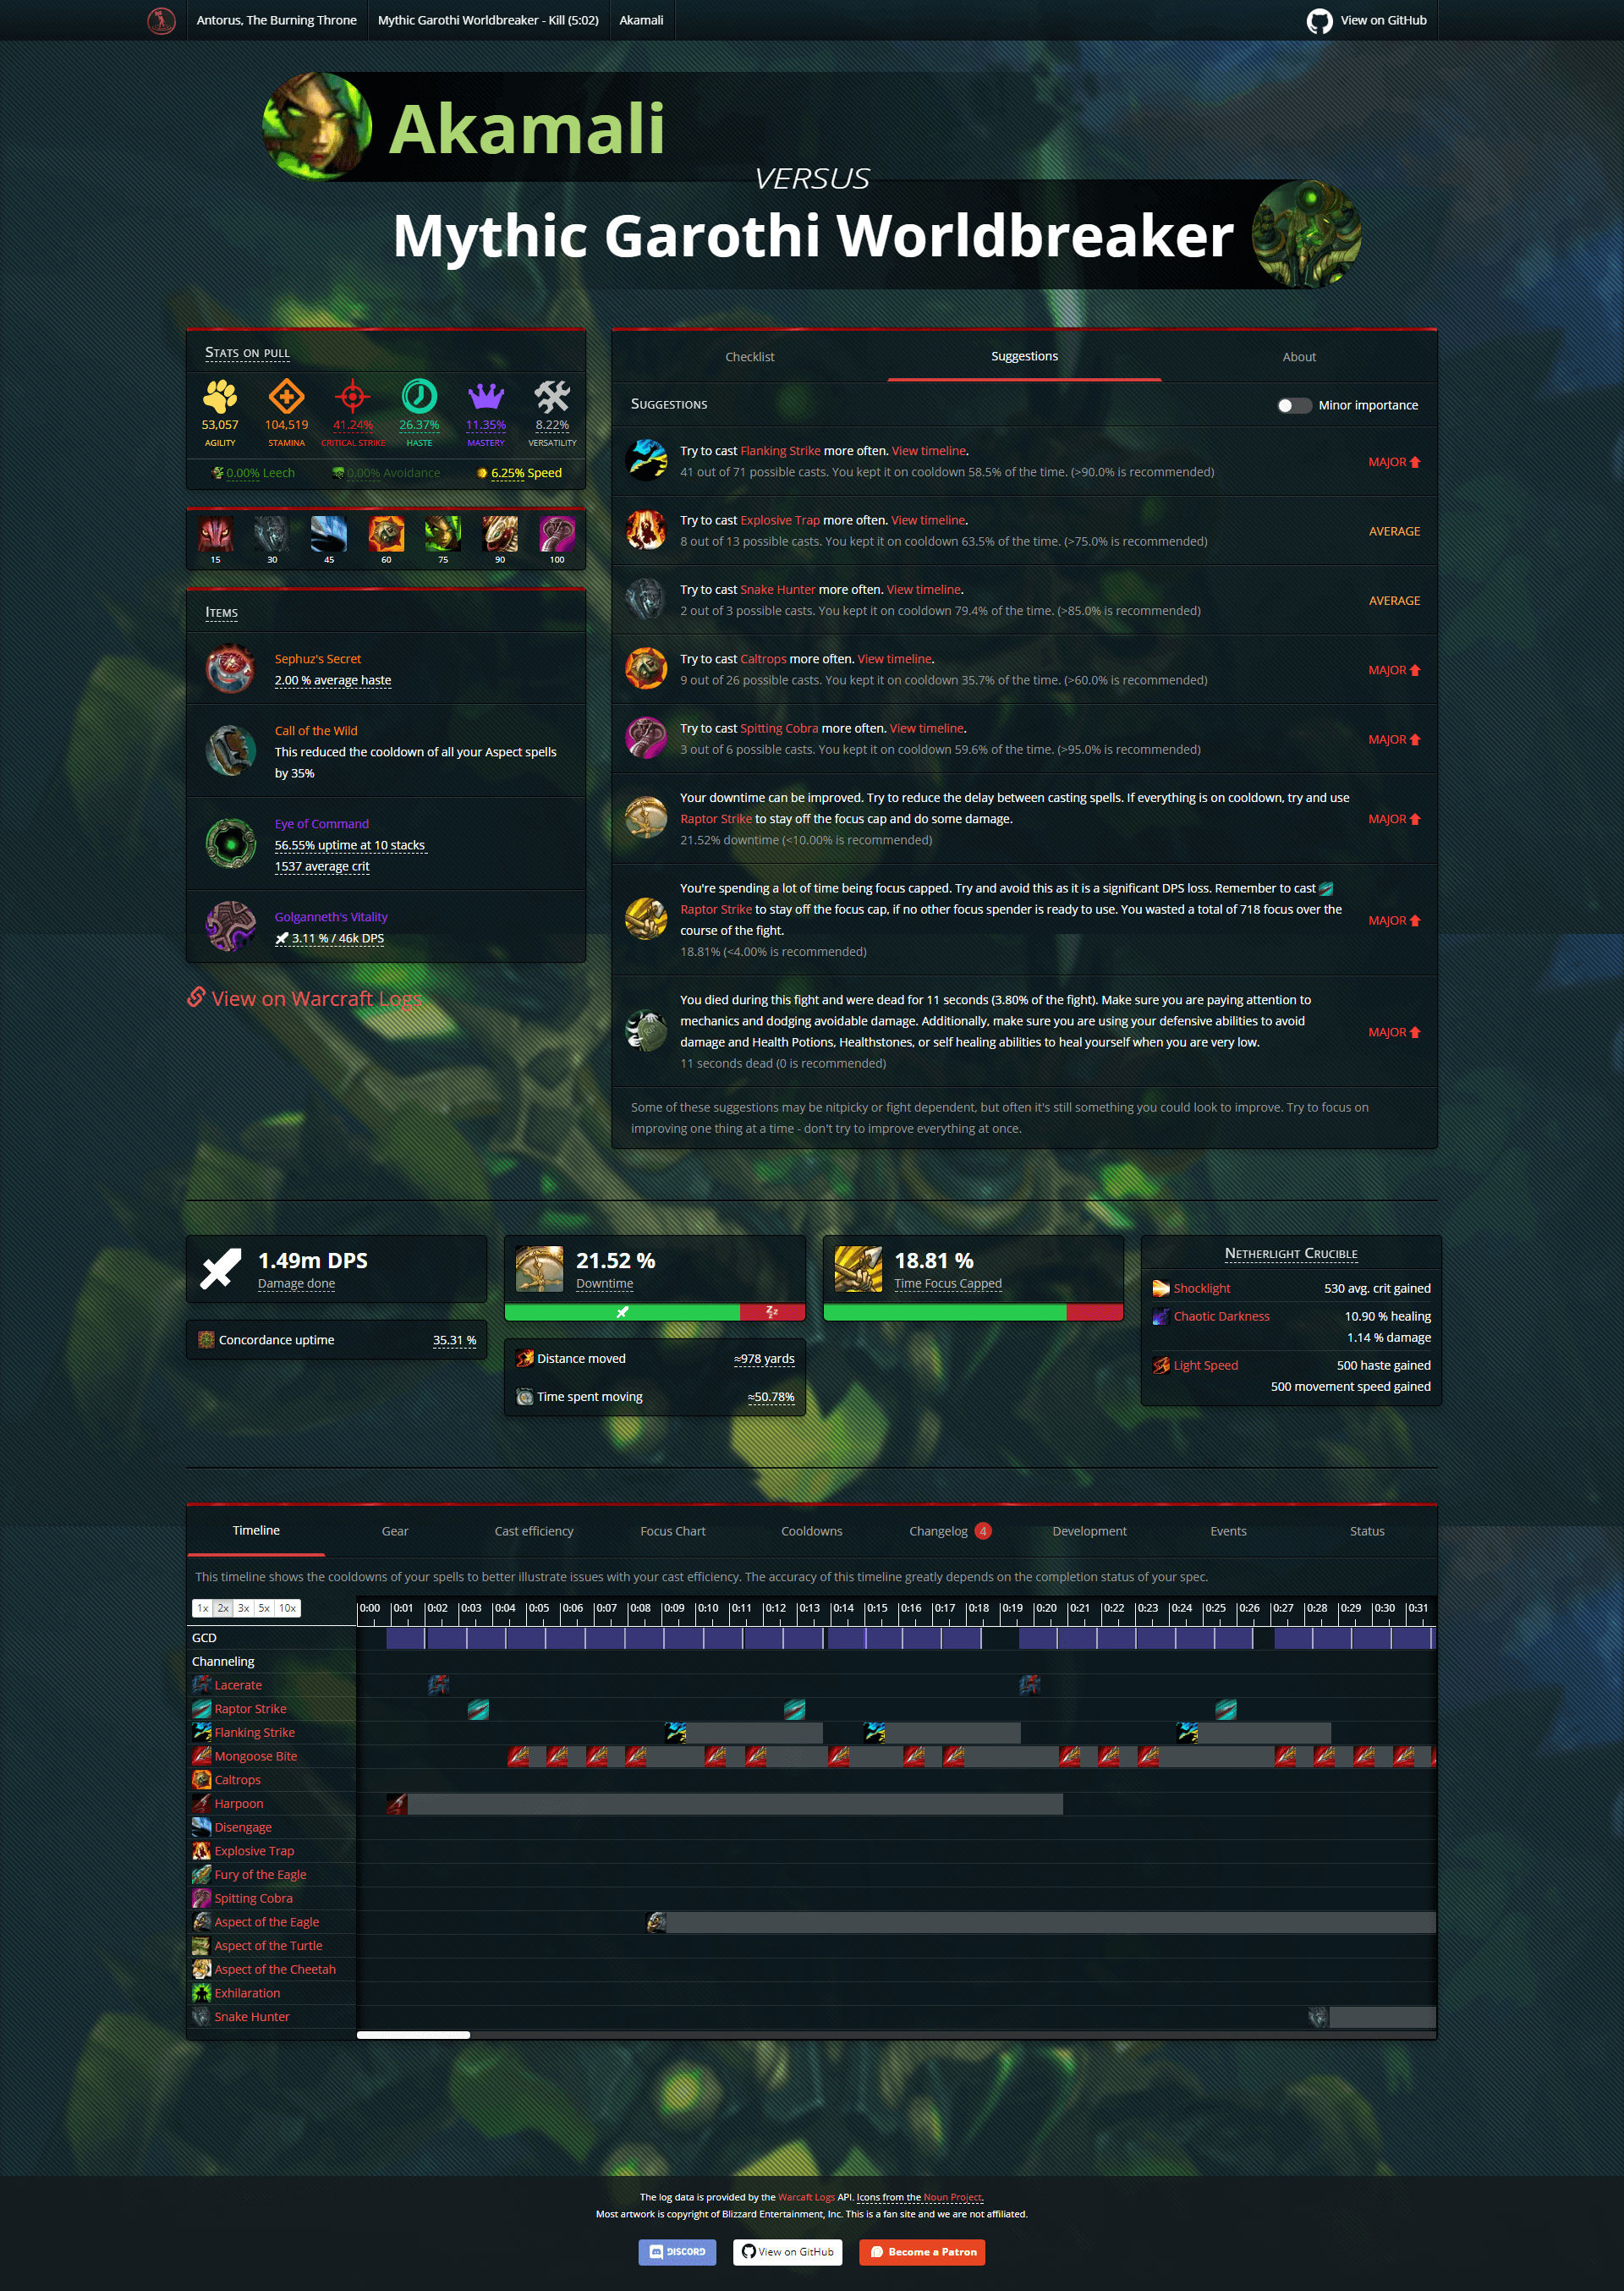 Antorus, The Burning Throne
Mythic Garothi Worldbreaker - Kill (5:02)
Akamali
View on GitHub
Akamali
VERSUS
Mythic Garothi Worldbreaker
Stats on pull
53,057
104,519
41.24%
26.37%
11.35%
8.22%
AGILITY
STAMINA
CRITICAL STRIKE
HASTE
MASTERY
VERSATILITY
0.00% Leech
0.00% Avoidance
6.25% Speed
15
30
45
60
75
90
100
Items
Sephuz's Secret
2.00 % average haste
Call of the Wild
This reduced the cooldown of all your Aspect spells
by 35%
Eye of Command
56.55% uptime at 10 stacks
1537 average crit
Golganneth's Vitality
3.11 % / 46k DPS
View on Warcraft Logs
Checklist
Suggestions
About
Suggestions
Minor importance
Try to cast Flanking Strike more often. View timeline.
41 out of 71 possible casts. You kept it on cooldown 58.5% of the time. (>90.0% is recommended)
MAJOR
Try to cast Explosive Trap more often. View timeline.
8 out of 13 possible casts. You kept it on cooldown 63.5% of the time. (>75.0% is recommended)
AVERAGE
Try to cast Snake Hunter more often. View timeline.
2 out of 3 possible casts. You kept it on cooldown 79.4% of the time. (>85.0% is recommended)
AVERAGE
Try to cast Caltrops more often. View timeline.
9 out of 26 possible casts. You kept it on cooldown 35.7% of the time. (>60.0% is recommended)
MAJOR
Try to cast Spitting Cobra more often. View timeline.
3 out of 6 possible casts. You kept it on cooldown 59.6% of the time. (>95.0% is recommended)
MAJOR
Your downtime can be improved. Try to reduce the delay between casting spells. If everything is on cooldown, try and use
Raptor Strike to stay off the focus cap and do some damage.
21.52% downtime (<10.00% is recommended)
MAJOR
You're spending a lot of time being focus capped. Try and avoid this as it is a significant DPS loss. Remember to cast
Raptor Strike to stay off the focus cap, if no other focus spender is ready to use. You wasted a total of 718 focus over the
course of the fight.
18.81% (<4.00% is recommended)
MAJOR
You died during this fight and were dead for 11 seconds (3.80% of the fight). Make sure you are paying attention to
mechanics and dodging avoidable damage. Additionally, make sure you are using your defensive abilities to avoid
damage and Health Potions, Healthstones, or self healing abilities to heal yourself when you are very low.
11 seconds dead (0 is recommended)
MAJOR
Some of these suggestions may be nitpicky or fight dependent, but often it's still something you could look to improve. Try to focus on
improving one thing at a time - don't try to improve everything at once.
1.49m DPS
Damage done
Concordance uptime
35.31 %
21.52 %
Downtime
Distance moved
≈978 yards
Time spent moving
≈50.78%
18.81 %
Time Focus Capped
Netherlight Crucible
Shocklight
530 avg. crit gained
Chaotic Darkness
10.90 % healing
1.14 % damage
Light Speed
500 haste gained
500 movement speed gained
Timeline
Gear
Cast efficiency
Focus Chart
Cooldowns
Changelog 4
Development
Events
Status
This timeline shows the cooldowns of your spells to better illustrate issues with your cast efficiency. The accuracy of this timeline greatly depends on the completion status of your spec.
1x 2x 3x 5x 10x
0:00 0:01 0:02 0:03 0:04 0:05 0:06 0:07 0:08 0:09 0:10 0:11 0:12 0:13 0:14 0:15 0:16 0:17 0:18 0:19 0:20 0:21 0:22 0:23 0:24 0:25 0:26 0:27 0:28 0:29 0:30 0:31
GCD
Channeling
Lacerate
Raptor Strike
Flanking Strike
Mongoose Bite
Caltrops
Harpoon
Disengage
Explosive Trap
Fury of the Eagle
Spitting Cobra
Aspect of the Eagle
Aspect of the Turtle
Aspect of the Cheetah
Exhilaration
Snake Hunter
The log data is provided by the Warcaft Logs API. Icons from the Noun Project.
Most artwork is copyright of Blizzard Entertainment, Inc. This is a fan site and we are not affiliated.
DISCORD
View on GitHub
Become a Patron